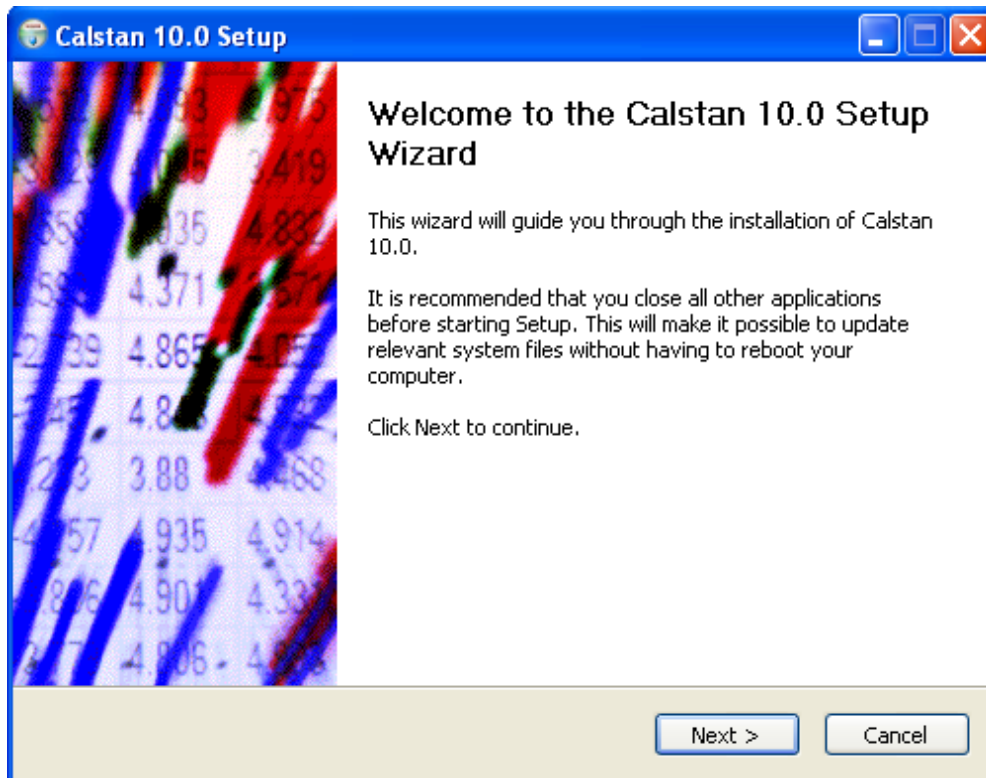 Calstan 10.0 Setup
Welcome to the Calstan 10.0 Setup
Wizard
This wizard will guide you through the installation of Calstan
10.0.
It is recommended that you close all other applications
before starting Setup. This will make it possible to update
relevant system files without having to reboot your
computer.
Click Next to continue.
4.371
4.865
3.88
4.935 4.914
4.901
Next > Cancel